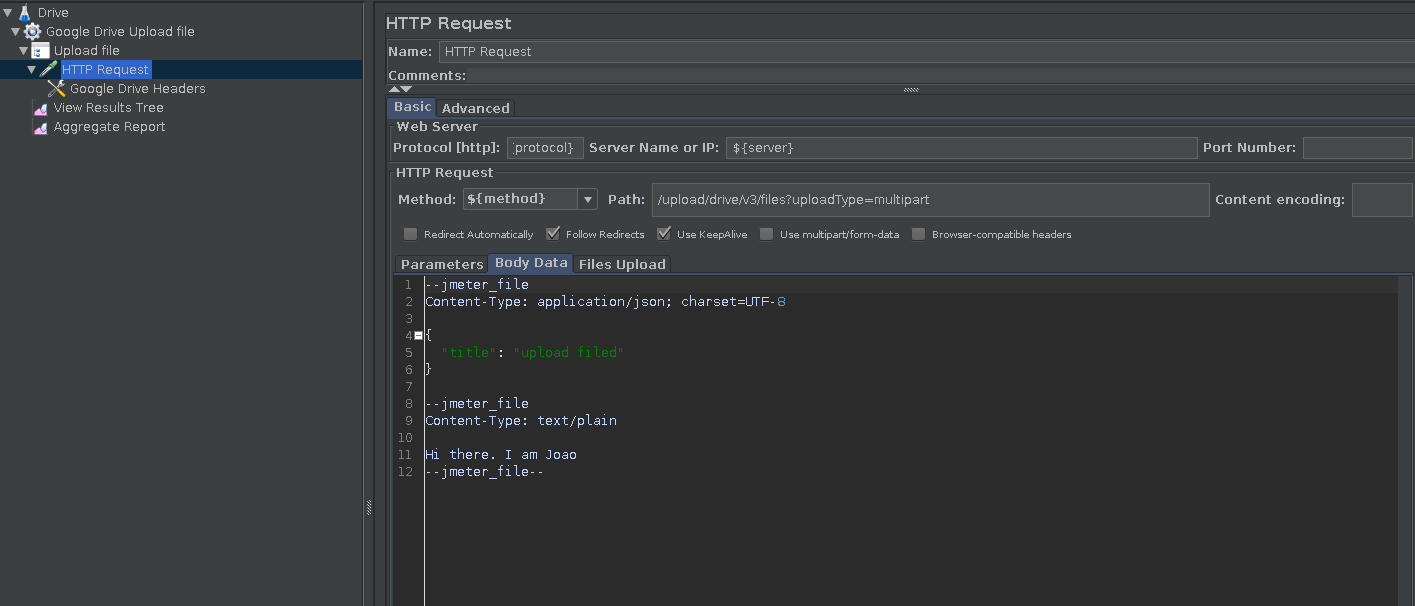 Drive
Google Drive Upload file
Upload file
HTTP Request
Google Drive Headers
View Results Tree
Aggregate Report
HTTP Request
Name: HTTP Request
Comments:
Basic Advanced
Web Server
Protocol [http]: {protocol} Server Name or IP: ${server} Port Number:
HTTP Request
Method: ${method} Path: /upload/drive/v3/files?uploadType=multipart Content encoding:
Redirect Automatically Follow Redirects Use KeepAlive Use multipart/form-data Browser-compatible headers
Parameters Body Data Files Upload
1 --jmeter_file
2 Content-Type: application/json; charset=UTF-8
3
4 {
5 "title": "upload filed"
6 }
7
8 --jmeter_file
9 Content-Type: text/plain
10
11 Hi there. I am Joao
12 --jmeter_file--